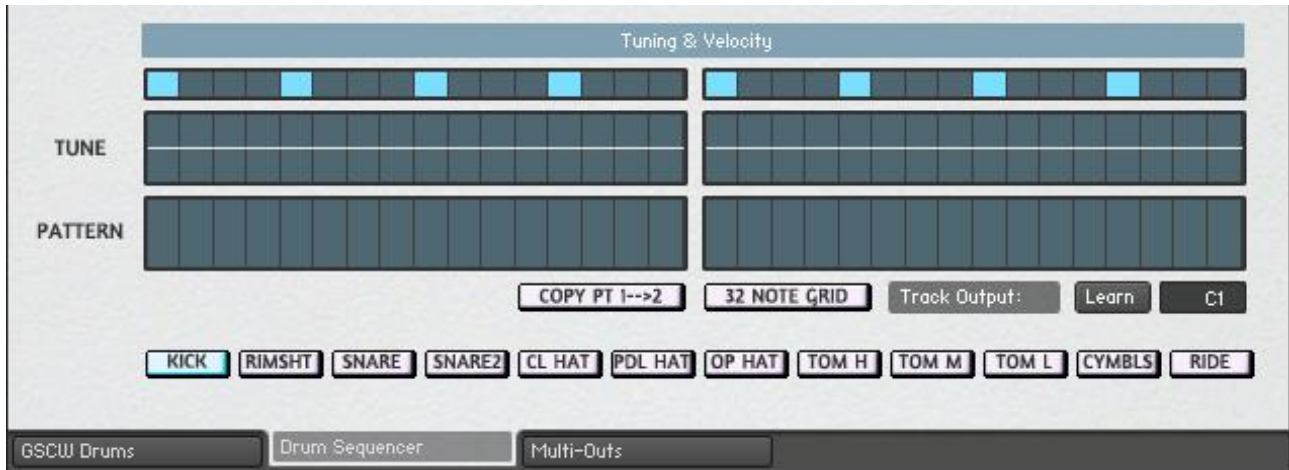 Tuning & Velocity
TUNE
PATTERN
COPY PT 1-->2 32 NOTE GRID Track Output: Learn C1
KICK RIMSHT SNARE SNARE2 CL HAT PDL HAT OP HAT TOM H TOM M TOM L CYMBLS RIDE
GSCW Drums Drum Sequencer Multi-Outs